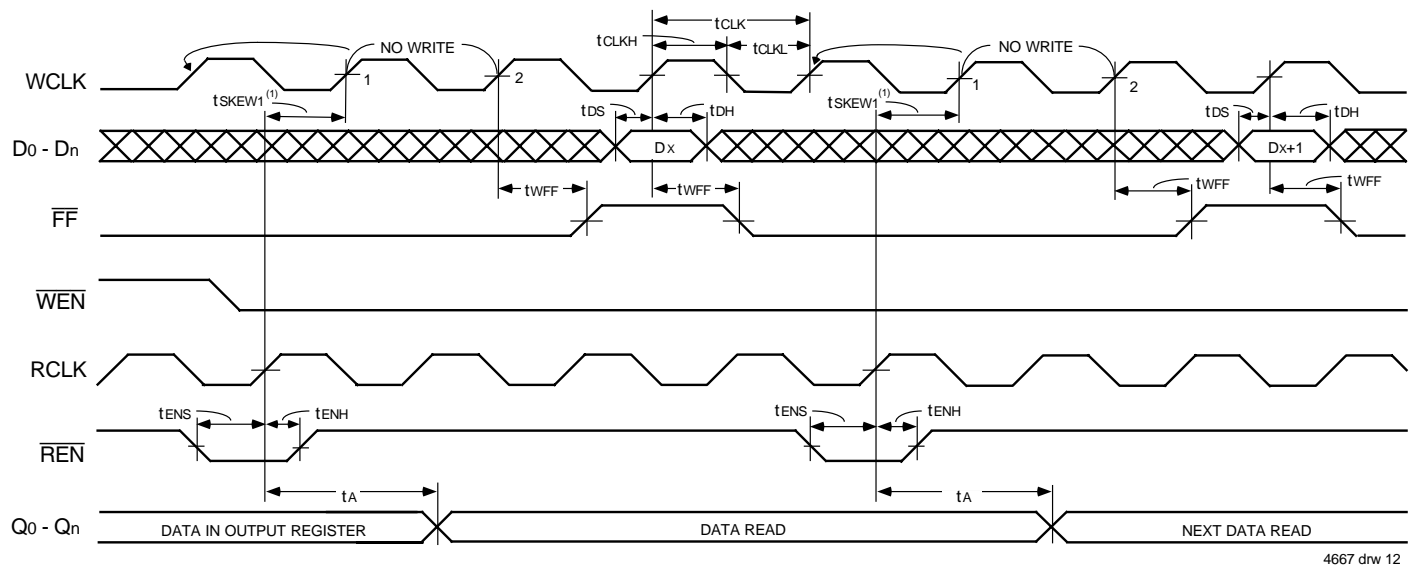 tCLK
tCLKH
tCLKL
NO WRITE
NO WRITE
WCLK
1
2
1
2
tSKEW1(1)
tSKEW1(1)
tDS
tDH
tDS
tDH
D0 - Dn
DX
DX+1
tWFF
tWFF
tWFF
tWFF
FF
WEN
RCLK
tENS
tENH
tENS
tENH
REN
tA
tA
Q0 - Qn
DATA IN OUTPUT REGISTER
DATA READ
NEXT DATA READ
4667 drw 12